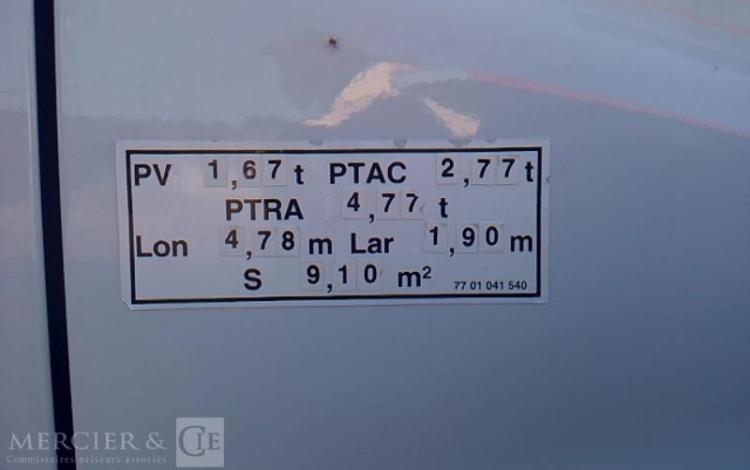 PV 1,67 t PTAC 2,77 t
PTRA 4,77 t
Lon 4,78 m Lar 1,90 m
S 9,10 m²
77 01 041 540
MERCIER & CIE
Commissaires priseurs associés